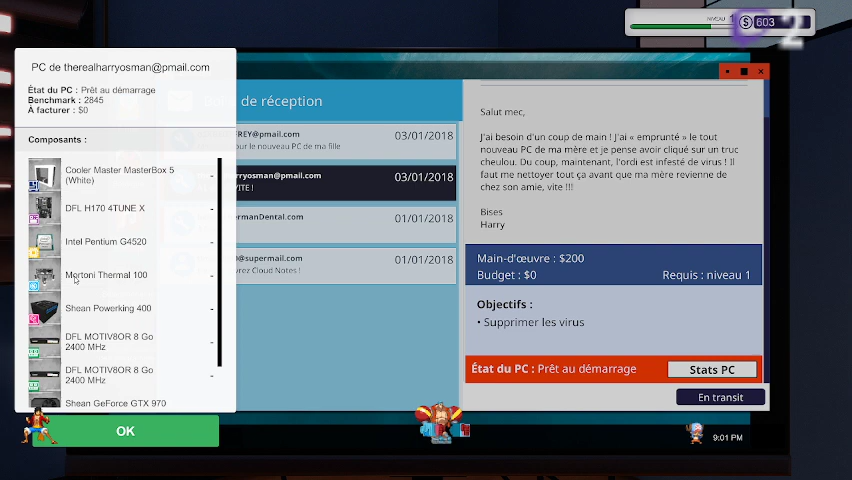 NIVEAU 1
$ 603
2
PC de therealharryosman@pmail.com
État du PC : Prêt au démarrage
Benchmark : 2845
À facturer : $0
Composants :
Cooler Master MasterBox 5
(White)
-
DFL H170 4TUNE X
-
Intel Pentium G4520
-
Mortoni Thermal 100
-
Shean Powerking 400
-
DFL MOTIV8OR 8 Go
2400 MHz
-
DFL MOTIV8OR 8 Go
2400 MHz
-
Shean GeForce GTX 970
OK
de réception
FREY@pmail.com
03/01/2018
pour le nouveau PC de ma fille
rryosman@pmail.com
03/01/2018
VITE !
ermanDental.com
01/01/2018
@supermail.com
01/01/2018
vrez Cloud Notes !
Salut mec,
J'ai besoin d'un coup de main ! J'ai « emprunté » le tout
nouveau PC de ma mère et je pense avoir cliqué sur un truc
cheulou. Du coup, maintenant, l'ordi est infesté de virus ! Il
faut me nettoyer tout ça avant que ma mère revienne de
chez son amie, vite !!!
Bises
Harry
Main-d'œuvre : $200
Budget : $0
Requis : niveau 1
Objectifs :
• Supprimer les virus
État du PC : Prêt au démarrage
Stats PC
En transit
9:01 PM